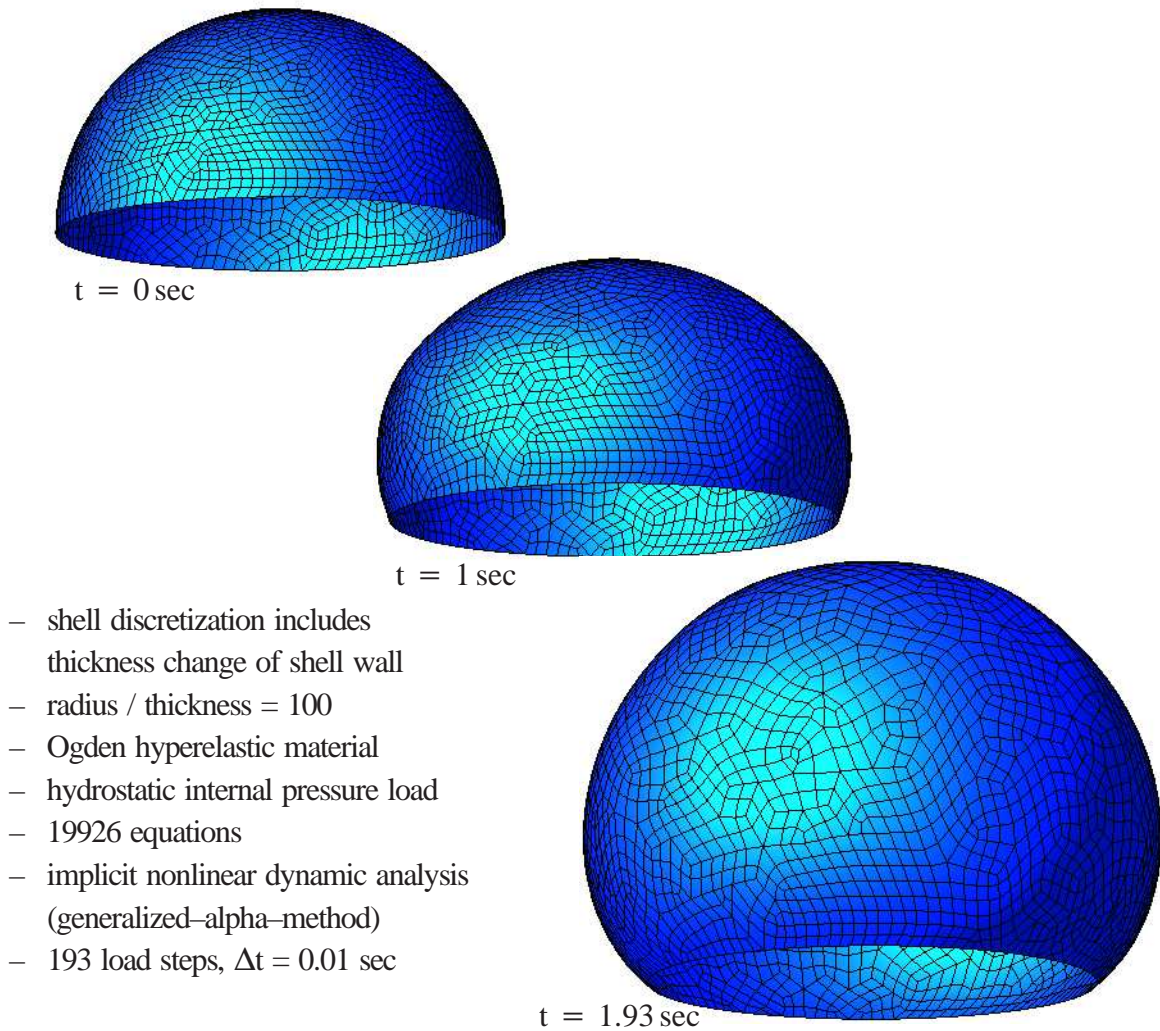 t = 0 sec
t = 1 sec
– shell discretization includes
thickness change of shell wall
– radius / thickness = 100
– Ogden hyperelastic material
– hydrostatic internal pressure load
– 19926 equations
– implicit nonlinear dynamic analysis
(generalized–alpha–method)
– 193 load steps, Δt = 0.01 sec
t = 1.93 sec